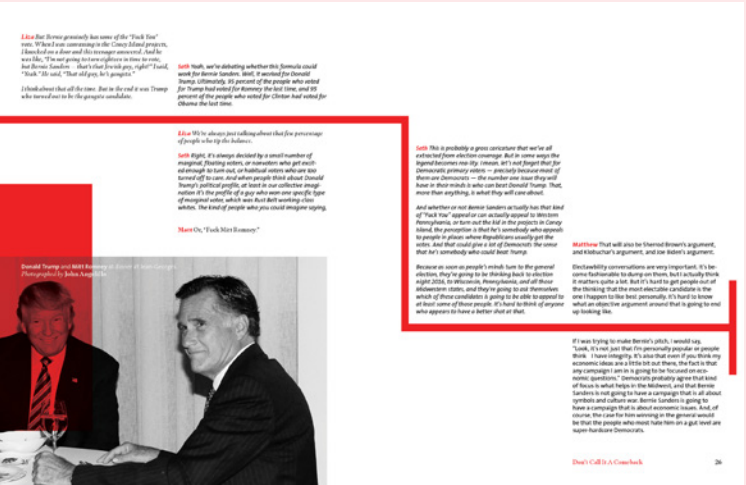 Lisa But Bernie genuinely has some of the "Fuck You"
vote. When I was canvassing in the Coney Island projects,
I knocked on a door and this teenager answered. And he
was like, "I'm not going to turn eighteen in time to vote,
but Bernie Sanders - that's that Jewish guy, right?" I said,
"Yeah." He said, "That old guy, he's gangsta."
I think about that all the time. But in the end it was Trump
who turned out to be the gangsta candidate.
Seth Yeah, we're debating whether this formula could
work for Bernie Sanders. Well, it worked for Donald
Trump. Ultimately, 95 percent of the people who voted
for Trump had voted for Romney the last time, and 95
percent of the people who voted for Clinton had voted for
Obama the last time.
Lisa We're always just talking about that few percentage
of people who tip the balance.
Seth Right, it's always decided by a small number of
marginal, floating voters, or nonvoters who get excit-
ed enough to turn out, or habitual voters who are too
turned off to care. And when people think about Donald
Trump's political profile, at least in our collective imagi-
nation it's the profile of a guy who won one specific type
of marginal voter, which was Rust Belt working-class
whites. The kind of people who you could imagine saying,
Marc Or, "Fuck Mitt Romney."
Donald Trump and Mitt Romney at dinner at Jean-Georges
Photographed by John Angelillo
Seth This is probably a gross caricature that we've all
extracted from election coverage. But in some ways the
legend becomes rea-lity. I mean, let's not forget that for
Democratic primary voters — precisely because most of
them are Democrats — the number one issue they will
have in their minds is who can beat Donald Trump. That,
more than anything, is what they will care about.
And whether or not Bernie Sanders actually has that kind
of "Fuck You" appeal or can actually appeal to Western
Pennsylvania, or turn out the kid in the projects in Coney
Island, the perception is that he's somebody who appeals
to people in places where Republicans usually get the
votes. And that could give a lot of Democrats the sense
that he's somebody who could beat Trump.
Because as soon as people's minds turn to the general
election, they're going to be thinking back to election
night 2016, to Wisconsin, Pennsylvania, and all those
Midwestern states, and they're going to ask themselves
which of these candidates is going to be able to appeal to
at least some of those people. It's hard to think of anyone
who appears to have a better shot at that.
Matthew That will also be Sherrod Brown's argument,
and Klobuchar's argument, and Joe Biden's argument.
Electability conversations are very important. It's be-
come fashionable to dump on them, but I actually think
it matters quite a lot. But it's hard to get people out of
the thinking that the most electable candidate is the
one I happen to like best personally. It's hard to know
what an objective argument around that is going to end
up looking like.
If I was trying to make Bernie's pitch, I would say,
"Look, it's not just that I'm personally popular or people
think I have integrity. It's also that even if you think my
economic ideas are a little bit out there, the fact is that
any campaign I am in is going to be focused on eco-
nomic questions." Democrats probably agree that kind
of focus is what helps in the Midwest, and that Bernie
Sanders is not going to have a campaign that is all about
symbols and culture war. Bernie Sanders is going to
have a campaign that is about economic issues. And, of
course, the case for him winning in the general would
be that the people who most hate him on a gut level are
super-hardcore Democrats.
Don't Call It A Comeback
26